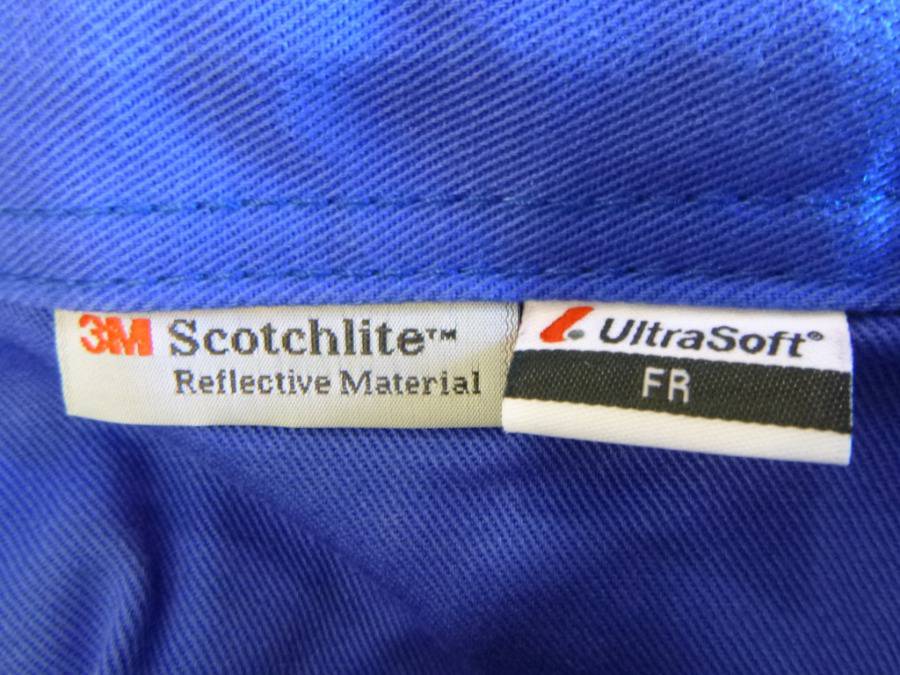 3M Scotchlite™
Reflective Material
UltraSoft®
FR